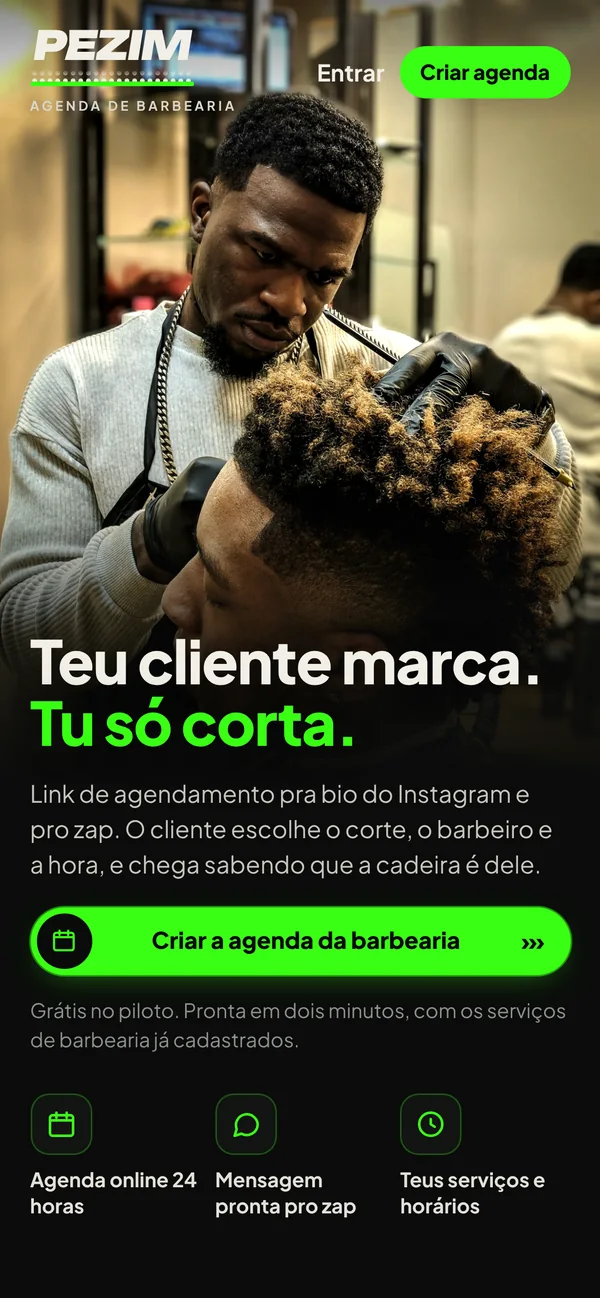 PEZIM
AGENDA DE BARBEARIA
Entrar
Criar agenda
Teu cliente marca.
Tu só corta.
Link de agendamento pra bio do Instagram e
pro zap. O cliente escolhe o corte, o barbeiro e
a hora, e chega sabendo que a cadeira é dele.
Criar a agenda da barbearia
›››
Grátis no piloto. Pronta em dois minutos, com os serviços
de barbearia já cadastrados.
Agenda online 24
horas
Mensagem
pronta pro zap
Teus serviços e
horários